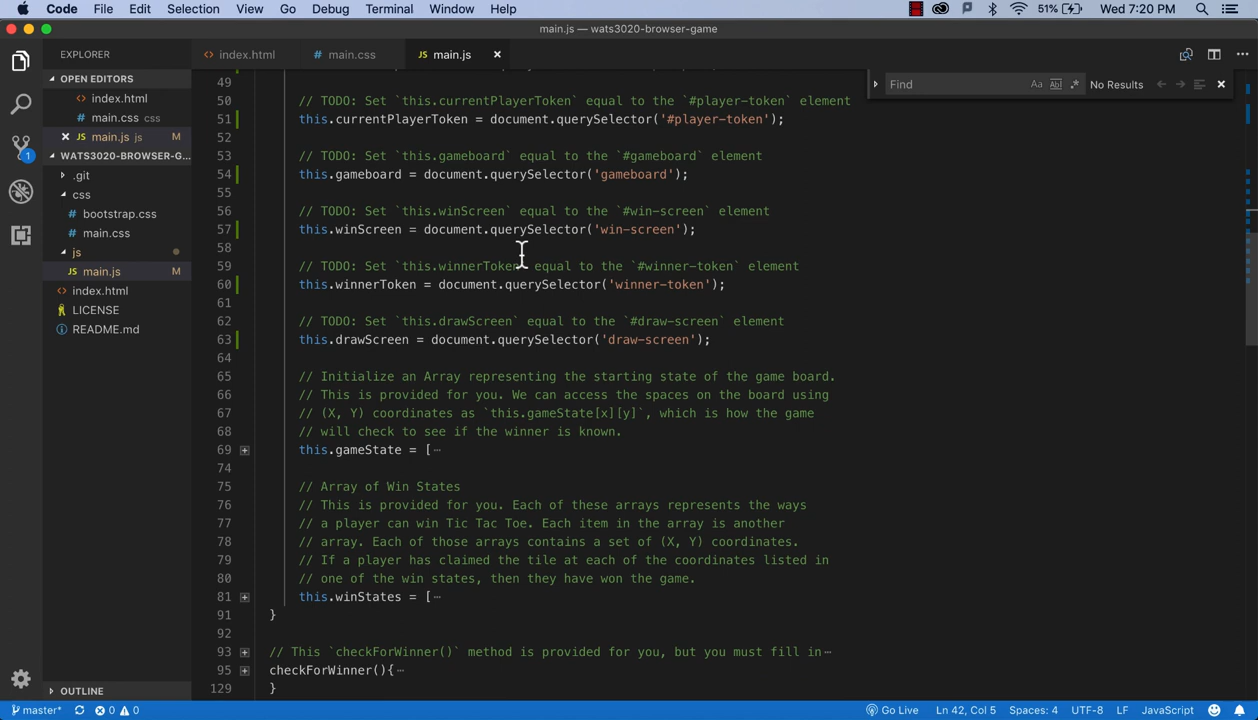 Code File Edit Selection View Go Debug Terminal Window Help 51% Wed 7:20 PM
main.js — wats3020-browser-game
EXPLORER
index.html
main.css
JS main.js
Find
Aa Abl .* No Results
OPEN EDITORS
index.html
main.css css
JS main.js js M
WATS3020-BROWSER-G...
.git
css
bootstrap.css
main.css
js
JS main.js M
index.html
LICENSE
README.md
OUTLINE
49
50 // TODO: Set `this.currentPlayerToken` equal to the `#player-token` element
51 this.currentPlayerToken = document.querySelector('#player-token');
52
53 // TODO: Set `this.gameboard` equal to the `#gameboard` element
54 this.gameboard = document.querySelector('gameboard');
55
56 // TODO: Set `this.winScreen` equal to the `#win-screen` element
57 this.winScreen = document.querySelector('win-screen');
58
59 // TODO: Set `this.winnerToken` equal to the `#winner-token` element
60 this.winnerToken = document.querySelector('winner-token');
61
62 // TODO: Set `this.drawScreen` equal to the `#draw-screen` element
63 this.drawScreen = document.querySelector('draw-screen');
64
65 // Initialize an Array representing the starting state of the game board.
66 // This is provided for you. We can access the spaces on the board using
67 // (X, Y) coordinates as `this.gameState[x][y]`, which is how the game
68 // will check to see if the winner is known.
69 this.gameState = [⋯
74
75 // Array of Win States
76 // This is provided for you. Each of these arrays represents the ways
77 // a player can win Tic Tac Toe. Each item in the array is another
78 // array. Each of those arrays contains a set of (X, Y) coordinates.
79 // If a player has claimed the tile at each of the coordinates listed in
80 // one of the win states, then they have won the game.
81 this.winStates = [⋯
91 }
92
93 // This `checkForWinner()` method is provided for you, but you must fill in⋯
95 checkForWinner(){⋯
129 }
1
master* 0 0 Go Live Ln 42, Col 5 Spaces: 4 UTF-8 LF JavaScript